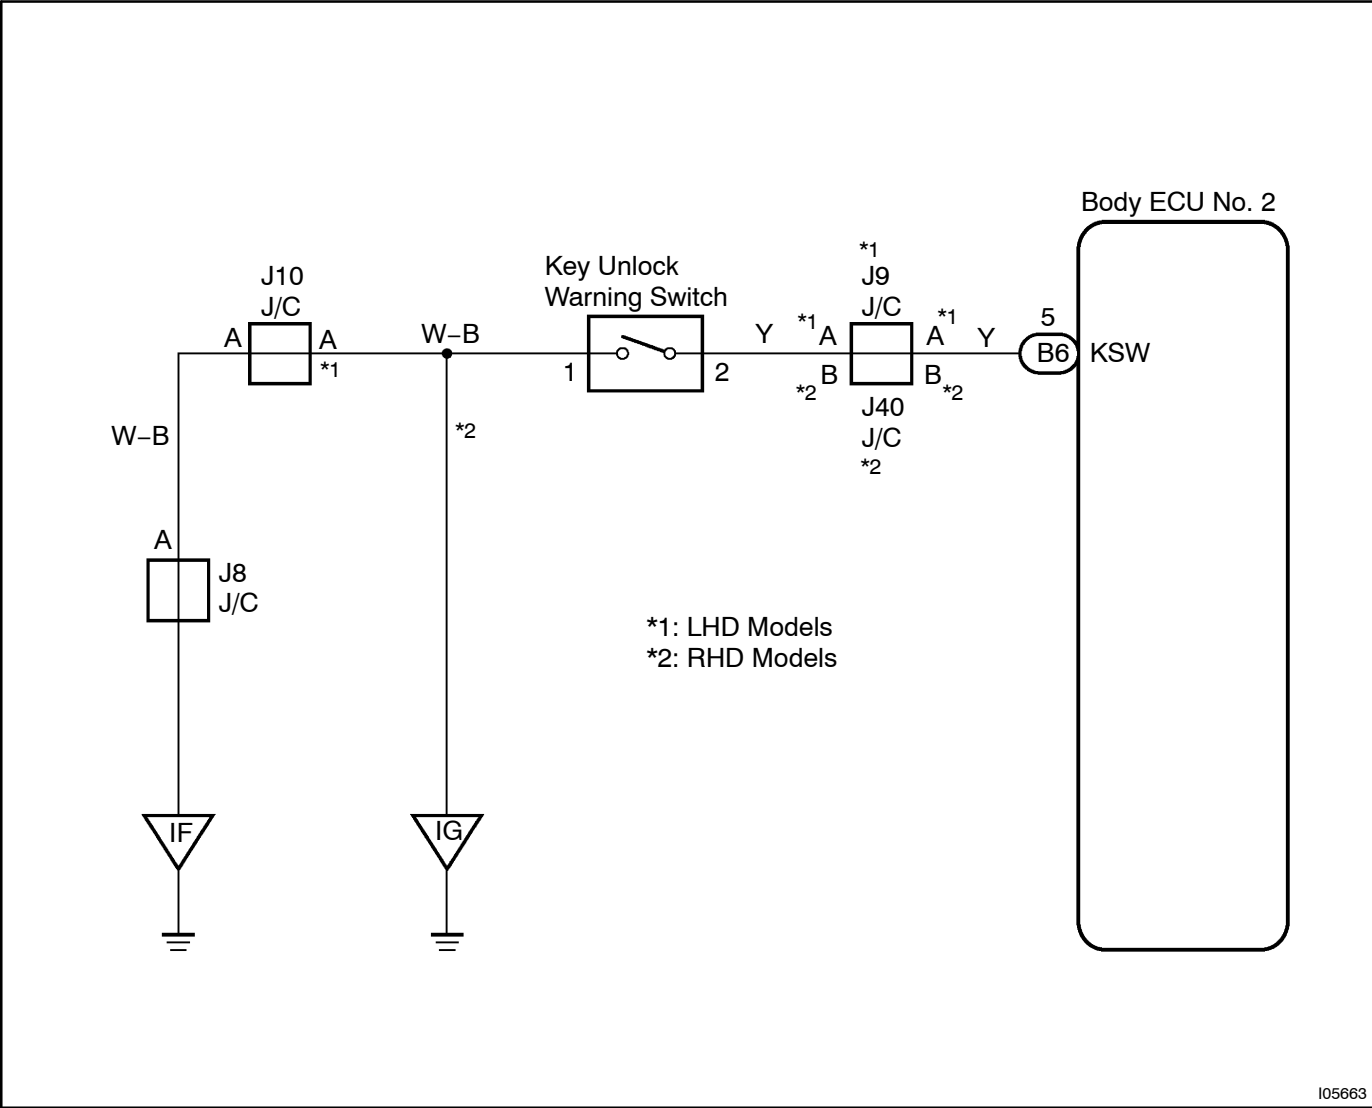 Body ECU No. 2
*1
J10
J/C
Key Unlock
Warning Switch
J9
J/C
A
A
*1
W–B
1
2
Y
*1
A
A
*1
Y
5
B6
KSW
*2
B
B
*2
J40
J/C
*2
W–B
*2
A
J8
J/C
*1: LHD Models
*2: RHD Models
IF
IG
I05663